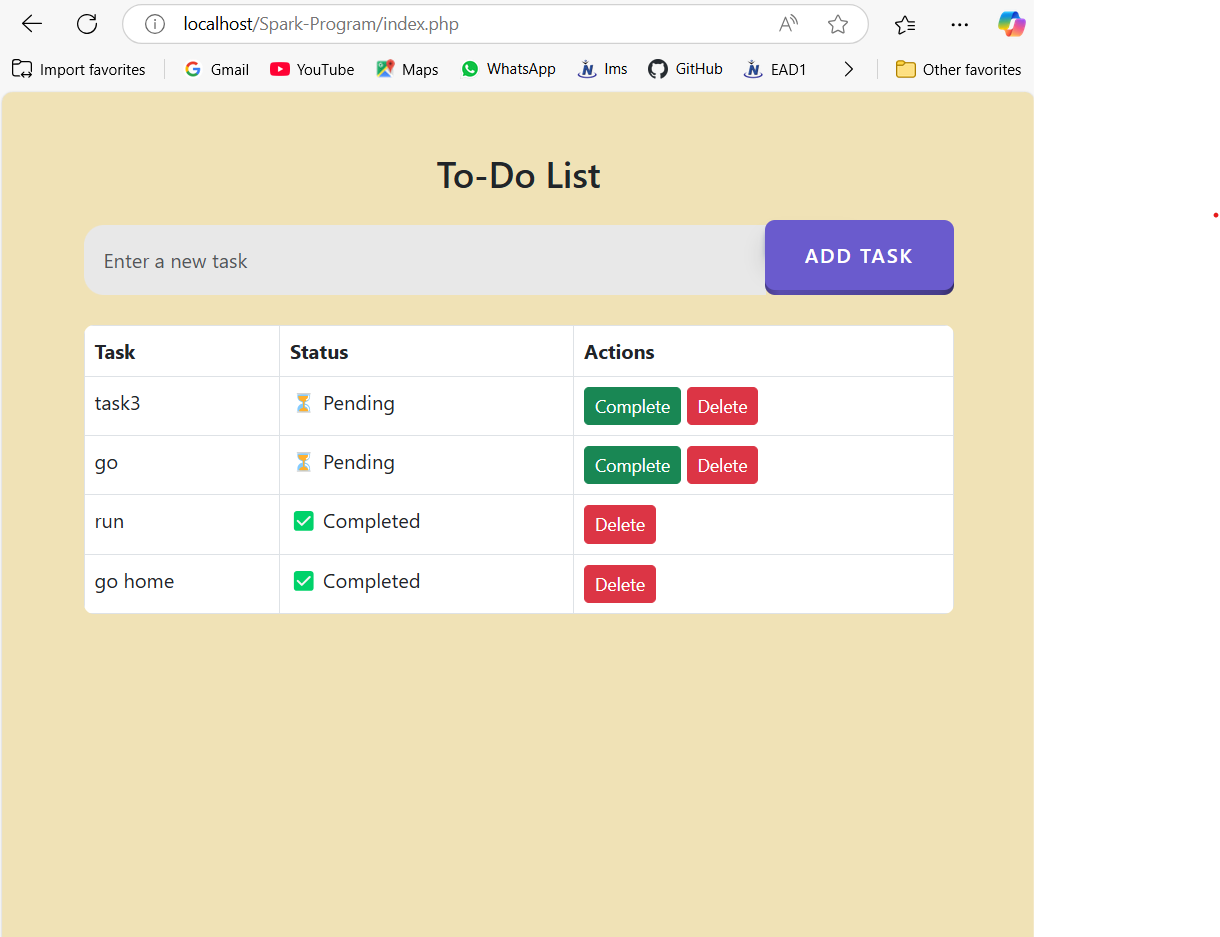 localhost/Spark-Program/index.php
Import favorites Gmail YouTube Maps WhatsApp lms GitHub EAD1 Other favorites
To-Do List
Enter a new task ADD TASK
Task Status Actions
task3 ⏳ Pending Complete Delete
go ⏳ Pending Complete Delete
run ✅ Completed Delete
go home ✅ Completed Delete